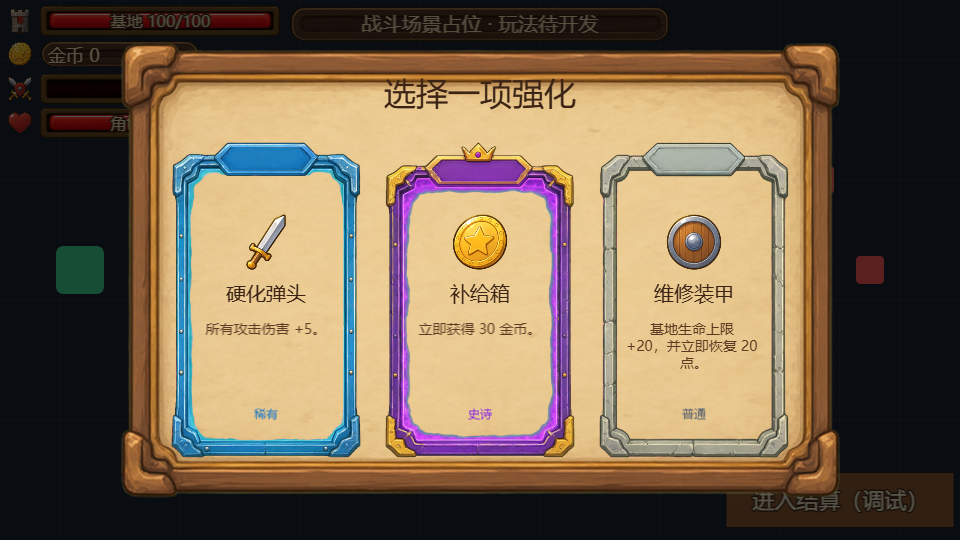 基地 100/100
战斗场景占位 · 玩法待开发
金币 0
角
选择一项强化
硬化弹头
所有攻击伤害 +5。
稀有
补给箱
立即获得 30 金币。
史诗
维修装甲
基地生命上限
+20，并立即恢复 20
点。
普通
进入结算（调试）